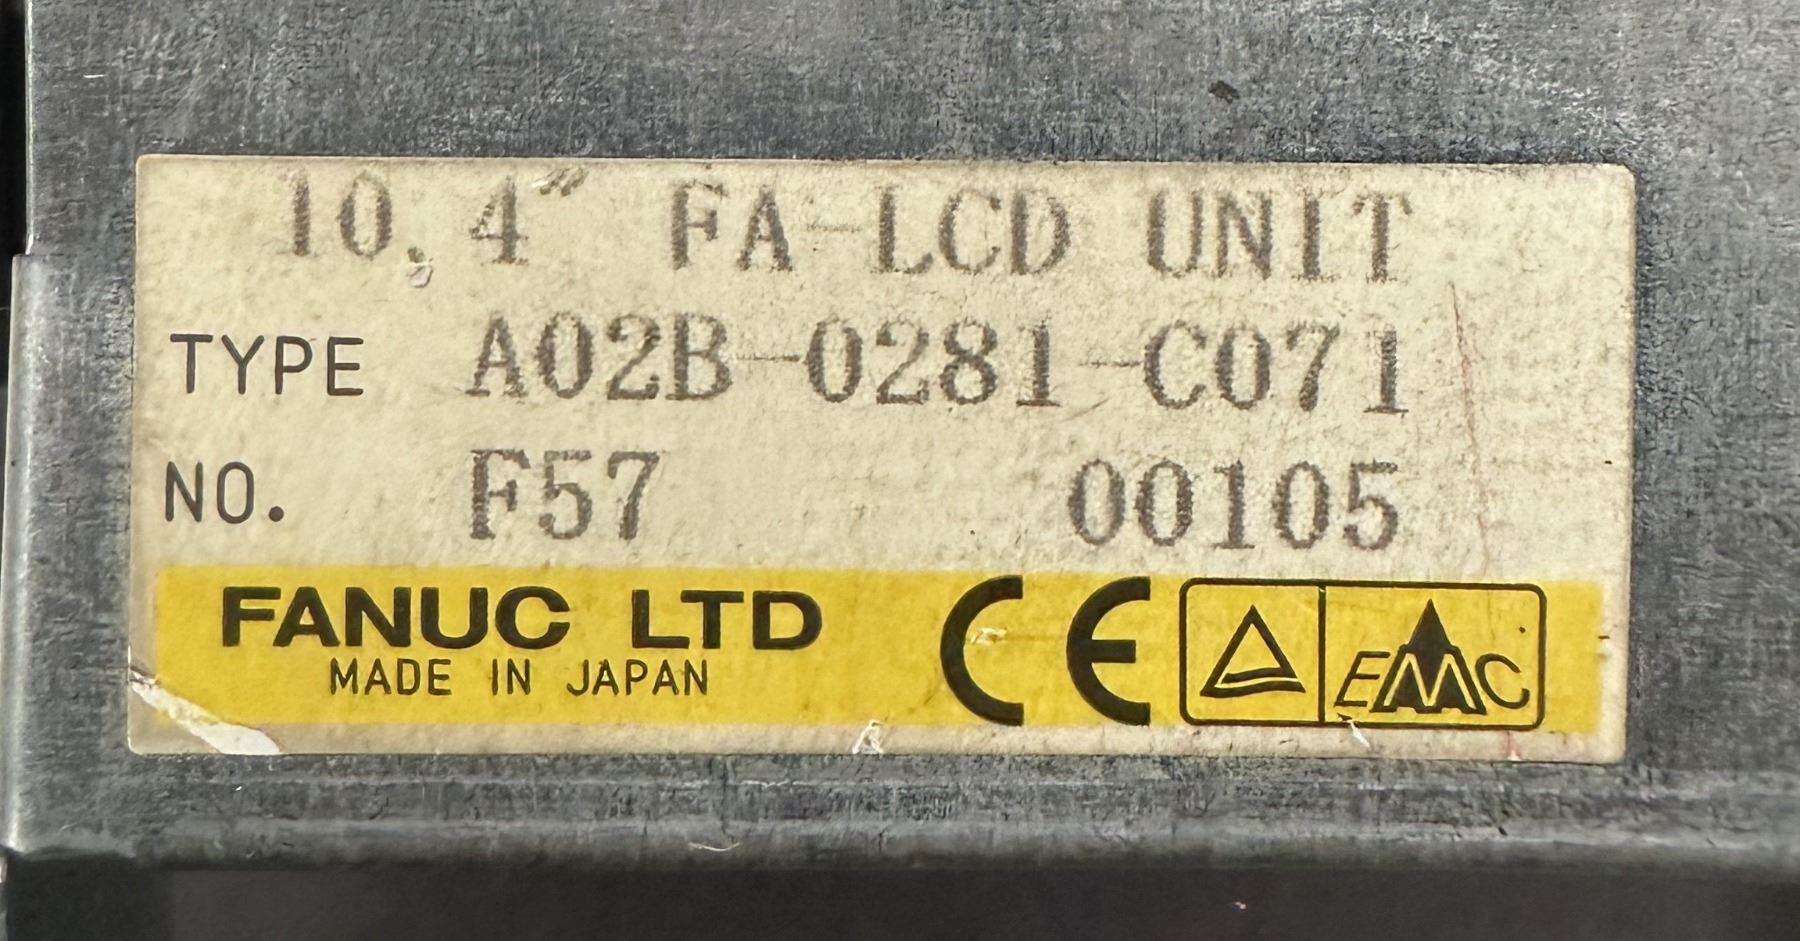 10.4" FA-LCD UNIT
TYPE A02B-0281-C071
NO. F57 00105
FANUC LTD CE EMC
MADE IN JAPAN